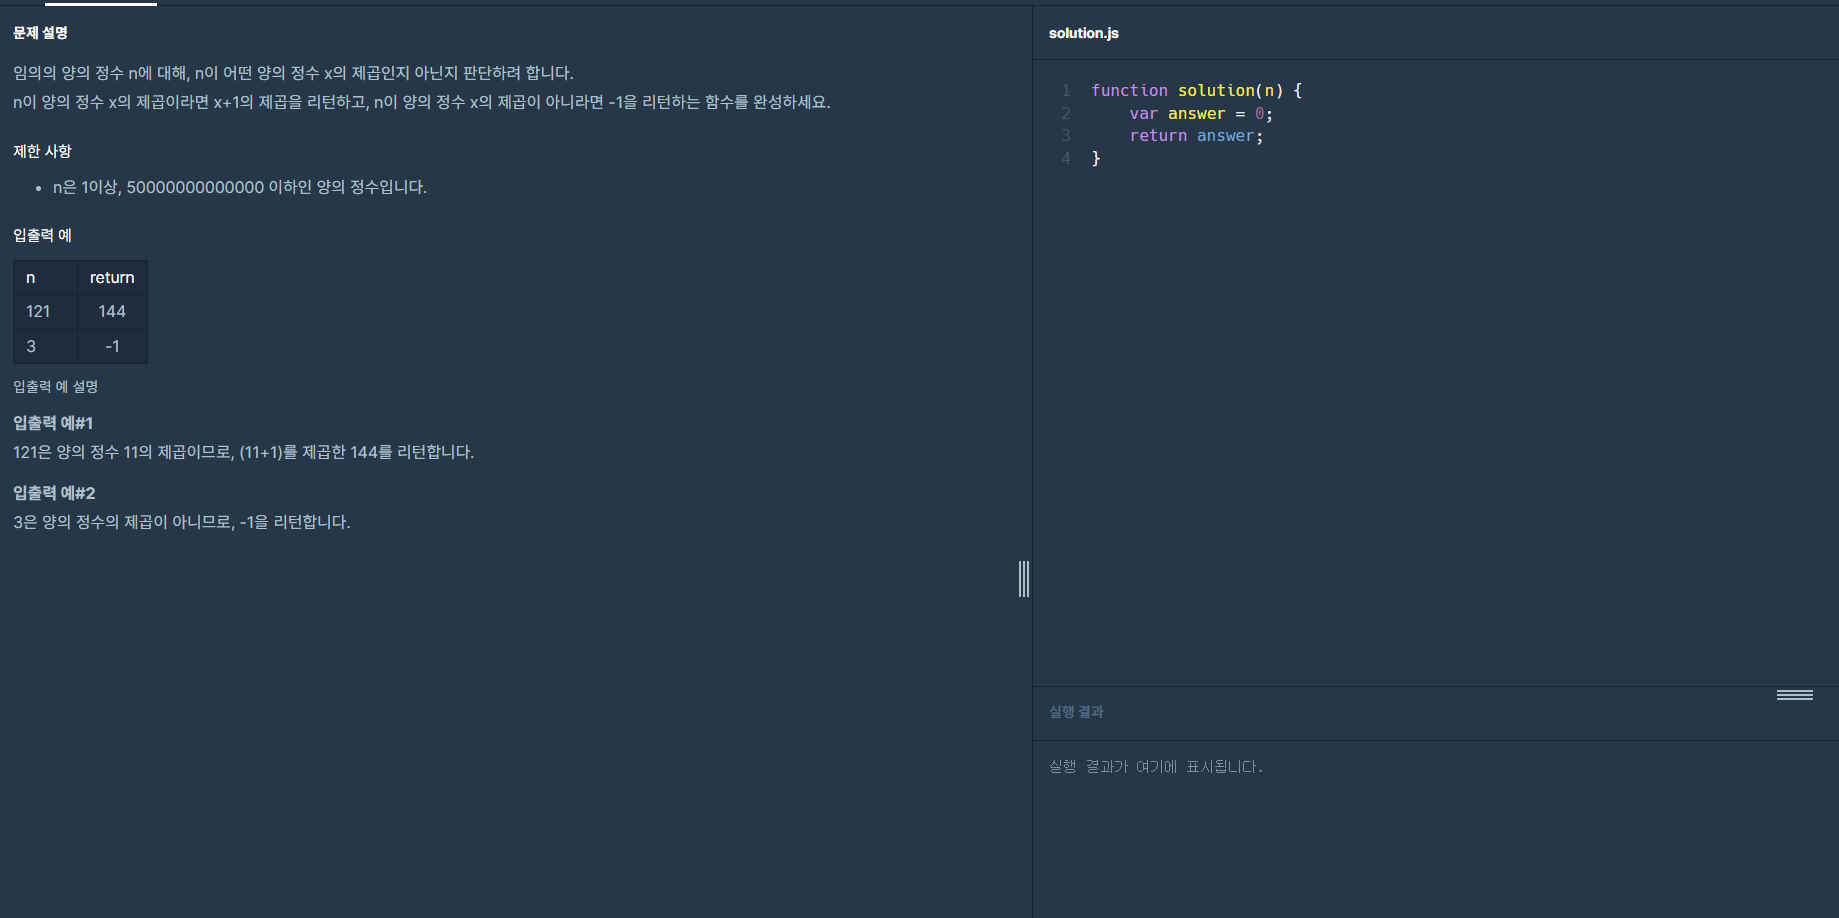 문제 설명
임의의 양의 정수 n에 대해, n이 어떤 양의 정수 x의 제곱인지 아닌지 판단하려 합니다.
n이 양의 정수 x의 제곱이라면 x+1의 제곱을 리턴하고, n이 양의 정수 x의 제곱이 아니라면 -1을 리턴하는 함수를 완성하세요.
제한 사항
• n은 1이상, 50000000000000 이하인 양의 정수입니다.
입출력 예
n return
121 144
3 -1
입출력 예 설명
입출력 예#1
121은 양의 정수 11의 제곱이므로, (11+1)를 제곱한 144를 리턴합니다.
입출력 예#2
3은 양의 정수의 제곱이 아니므로, -1을 리턴합니다.
solution.js
1 function solution(n) {
2     var answer = 0;
3     return answer;
4 }
실행 결과
실행 결과가 여기에 표시됩니다.